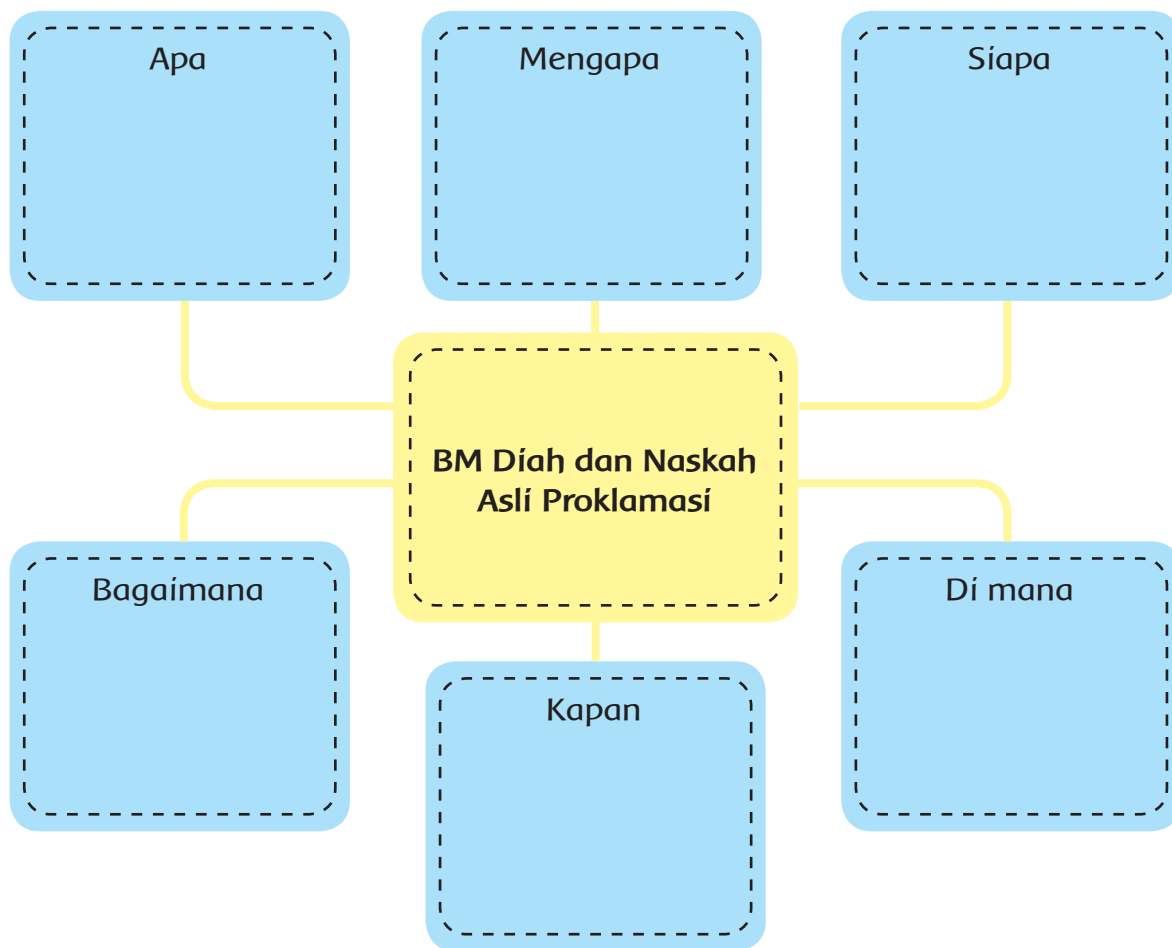 Apa
Mengapa
Siapa
BM Diah dan Naskah
Asli Proklamasi
Bagaimana
Di mana
Kapan